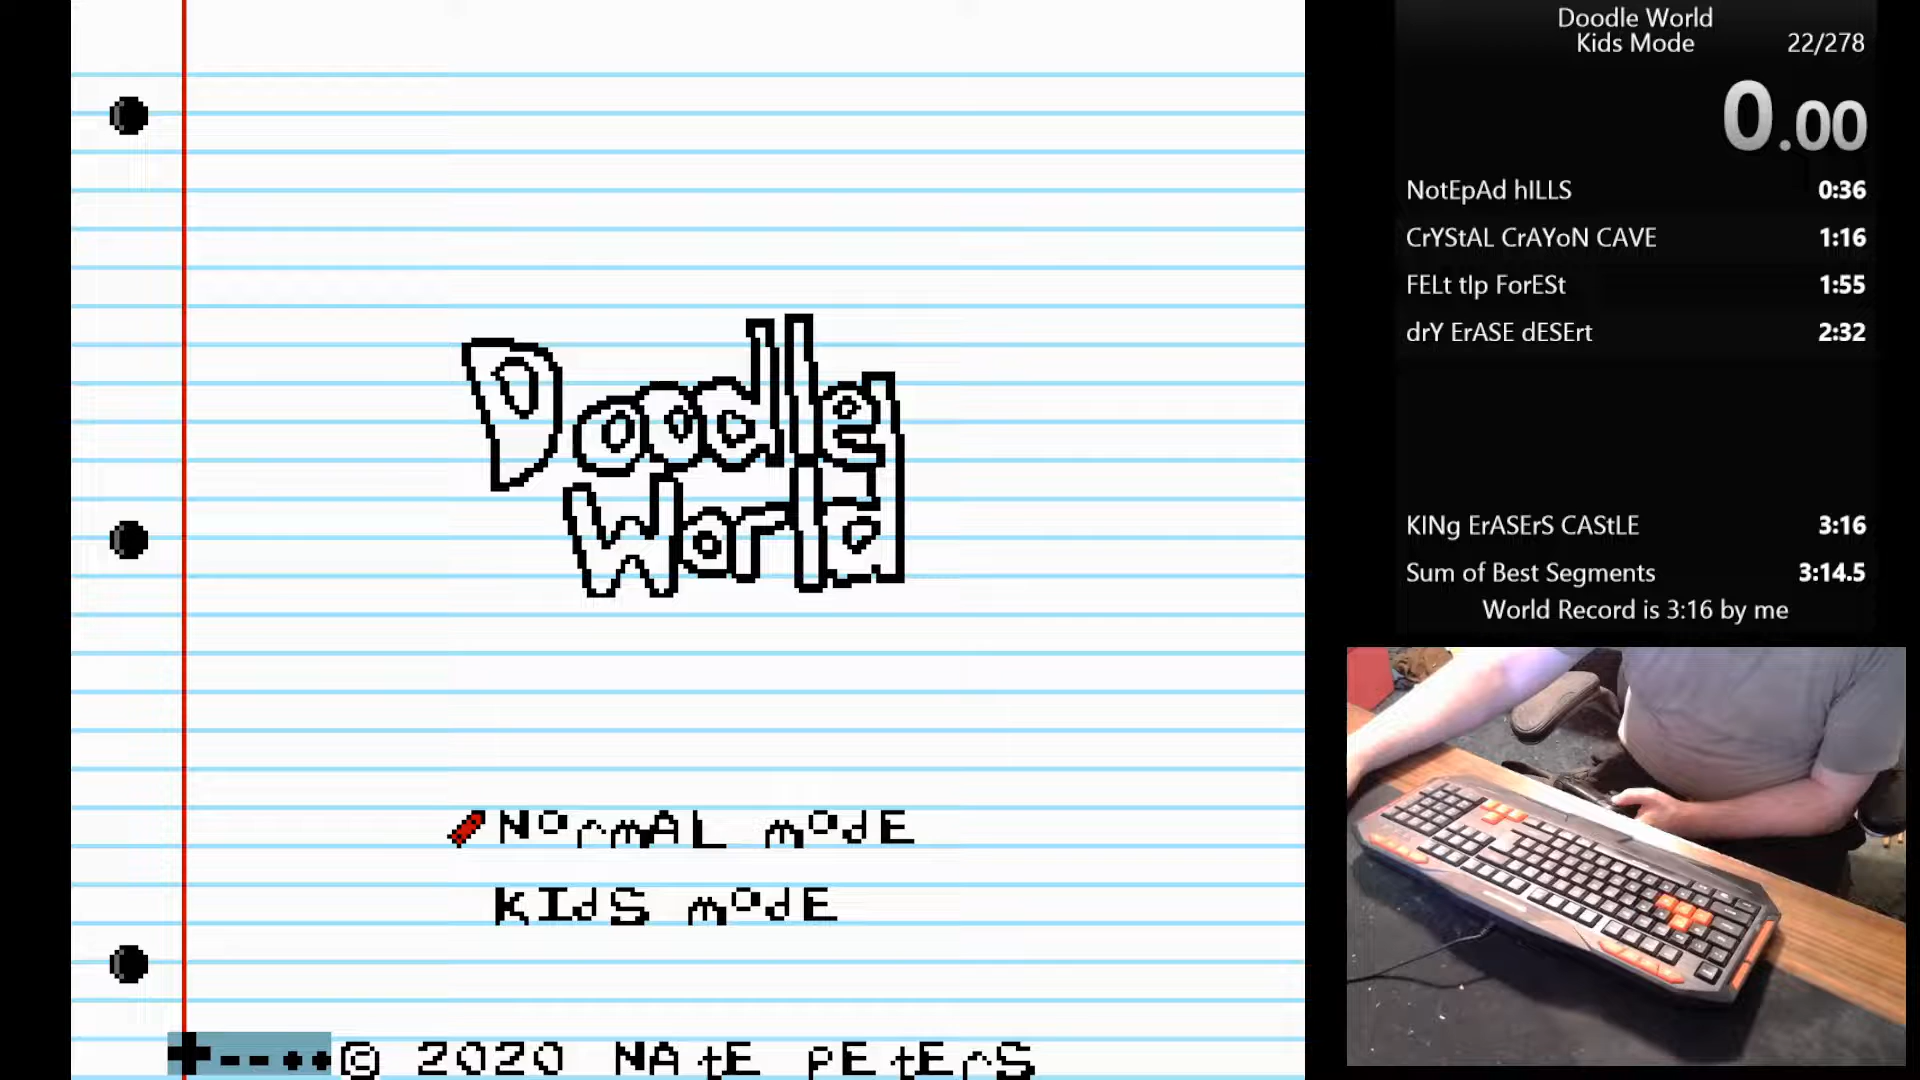 Doodle
World
NormAL modE
KIdS modE
© 2020 NAtE pEtErS
Doodle World
Kids Mode 22/278
0.00
NotEpAd hILLS 0:36
CrYStAL CrAYoN CAVE 1:16
FELt tIp ForESt 1:55
drY ErASE dESErt 2:32
KINg ErASErS CAStLE 3:16
Sum of Best Segments 3:14.5
World Record is 3:16 by me